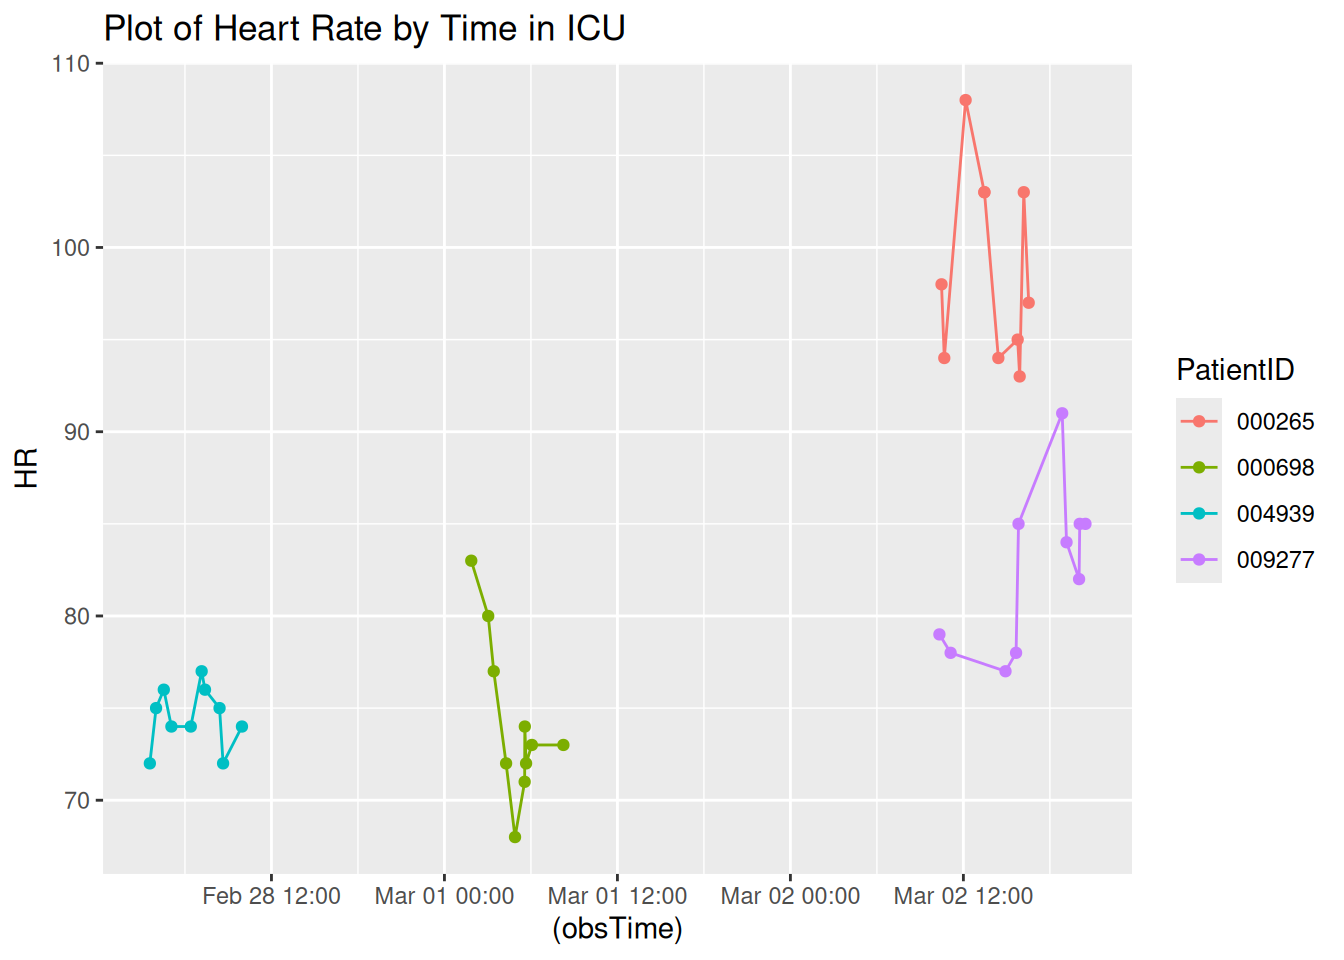 Plot of Heart Rate by Time in ICU
110
100
90
80
70
HR
Feb 28 12:00 Mar 01 00:00 Mar 01 12:00 Mar 02 00:00 Mar 02 12:00
(obsTime)
PatientID
000265
000698
004939
009277